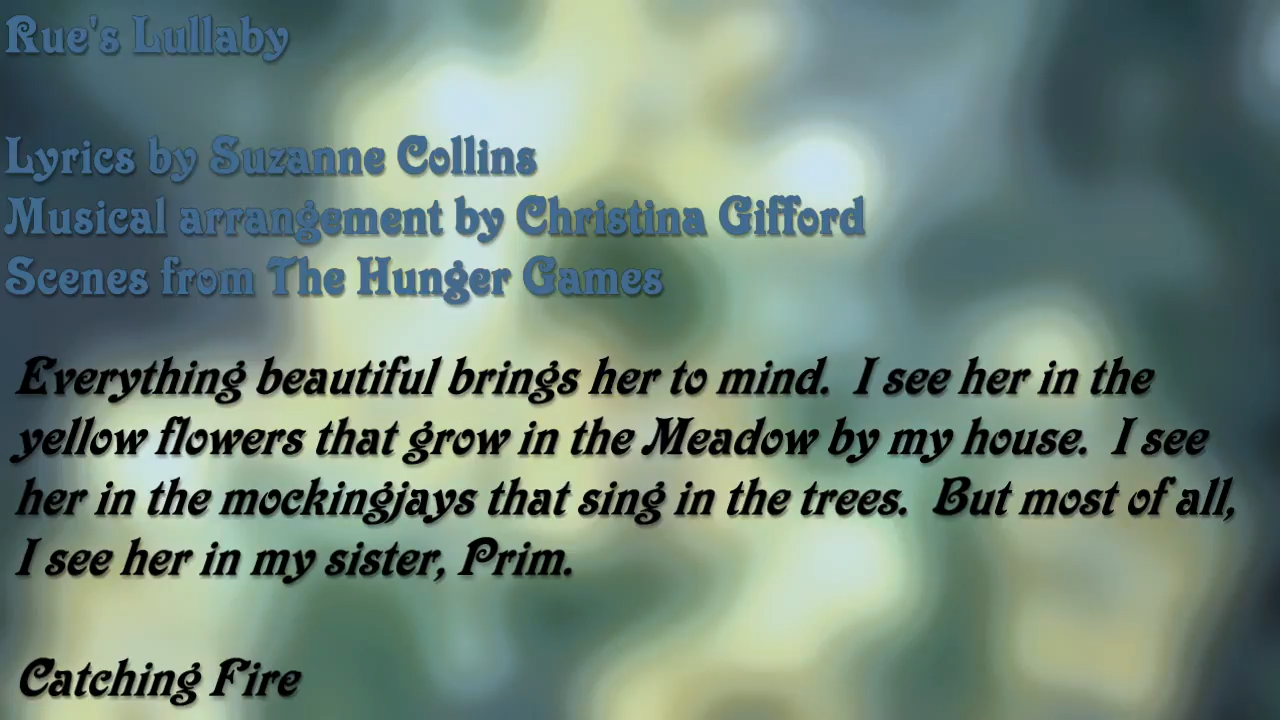 Rue's Lullaby
Lyrics by Suzanne Collins
Musical arrangement by Christina Gifford
Scenes from The Hunger Games
Everything beautiful brings her to mind.  I see her in the
yellow flowers that grow in the Meadow by my house.  I see
her in the mockingjays that sing in the trees.  But most of all,
I see her in my sister, Prim.
Catching Fire